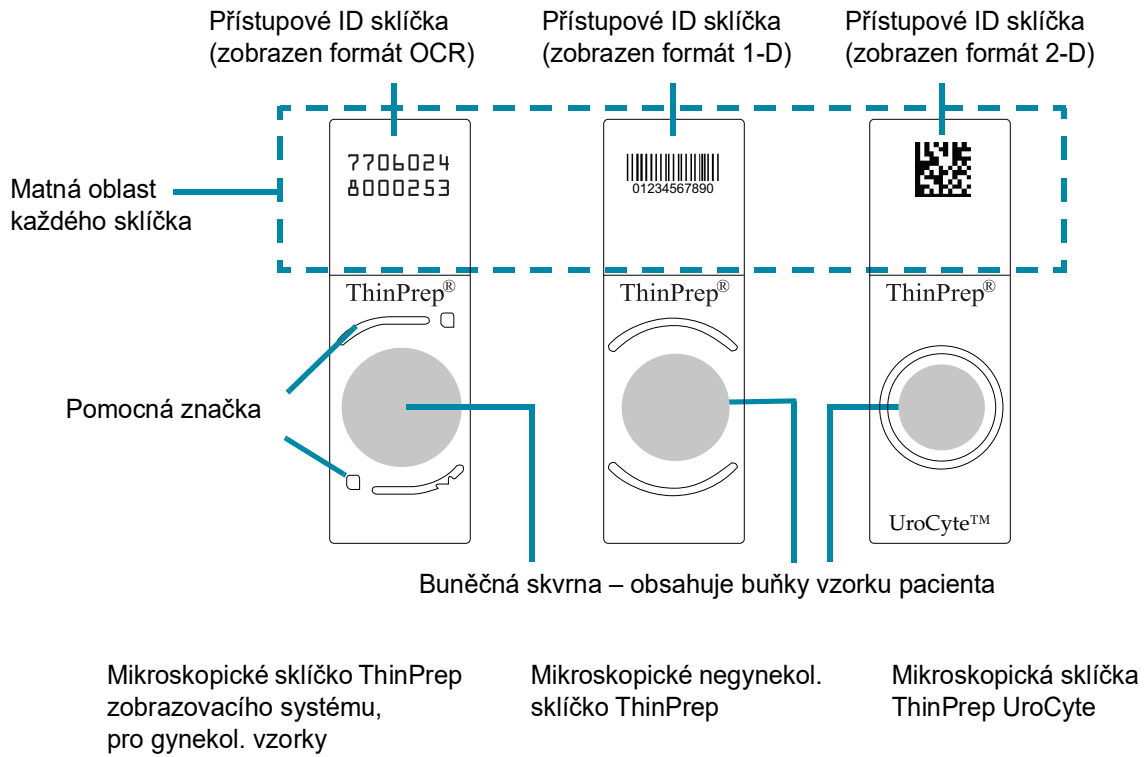 Přístupové ID sklíčka
(zobrazen formát OCR)
Přístupové ID sklíčka
(zobrazen formát 1-D)
Přístupové ID sklíčka
(zobrazen formát 2-D)
Matná oblast
každého sklíčka
7706024
8000253
01234567890
ThinPrep®
ThinPrep®
ThinPrep®
Pomocná značka
UroCyte™
Buněčná skvrna – obsahuje buňky vzorku pacienta
Mikroskopické sklíčko ThinPrep
zobrazovacího systému,
pro gynekol. vzorky
Mikroskopické negynekol.
sklíčko ThinPrep
Mikroskopická sklíčka
ThinPrep UroCyte